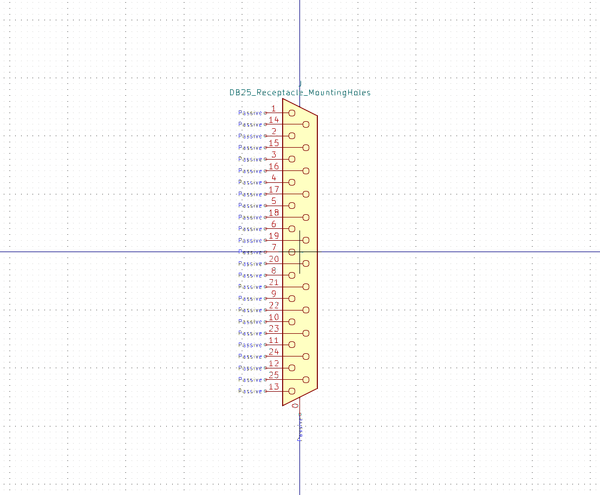 J
DB25_Receptacle_MountingHoles
Passive 1
Passive 14
Passive 2
Passive 15
Passive 3
Passive 16
Passive 4
Passive 17
Passive 5
Passive 18
Passive 6
Passive 19
Passive 7
Passive 20
Passive 8
Passive 21
Passive 9
Passive 22
Passive 10
Passive 23
Passive 11
Passive 24
Passive 12
Passive 25
Passive 13
0
Passive